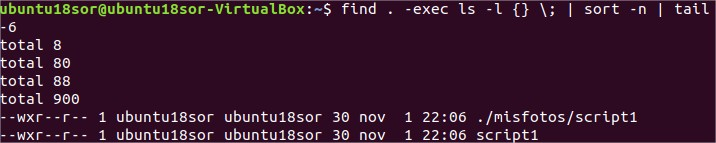 ubuntu18sor@ubuntu18sor-VirtualBox:~$ find . -exec ls -l {} \; | sort -n | tail
-6
total 8
total 80
total 88
total 900
--wxr--r-- 1 ubuntu18sor ubuntu18sor 30 nov  1 22:06 ./misfotos/script1
--wxr--r-- 1 ubuntu18sor ubuntu18sor 30 nov  1 22:06 script1